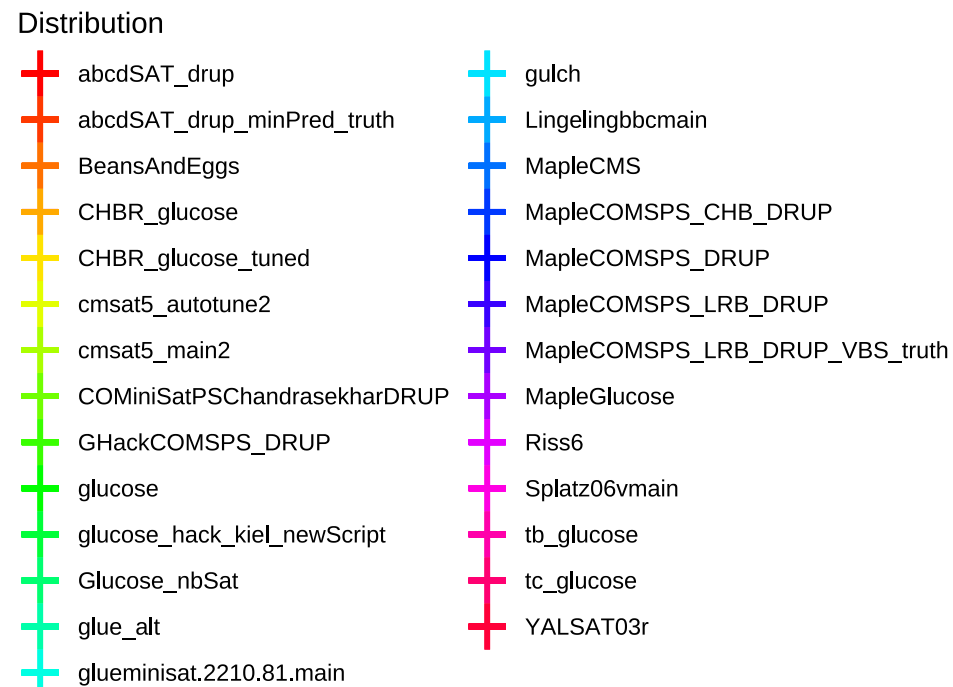 Distribution
abcdSAT_drup
abcdSAT_drup_minPred_truth
BeansAndEggs
CHBR_glucose
CHBR_glucose_tuned
cmsat5_autotune2
cmsat5_main2
COMiniSatPSChandrasekharDRUP
GHackCOMSPS_DRUP
glucose
glucose_hack_kiel_newScript
Glucose_nbSat
glue_alt
glueminisat.2210.81.main
gulch
Lingelingbbcmain
MapleCMS
MapleCOMSPS_CHB_DRUP
MapleCOMSPS_DRUP
MapleCOMSPS_LRB_DRUP
MapleCOMSPS_LRB_DRUP_VBS_truth
MapleGlucose
Riss6
Splatz06vmain
tb_glucose
tc_glucose
YALSAT03r